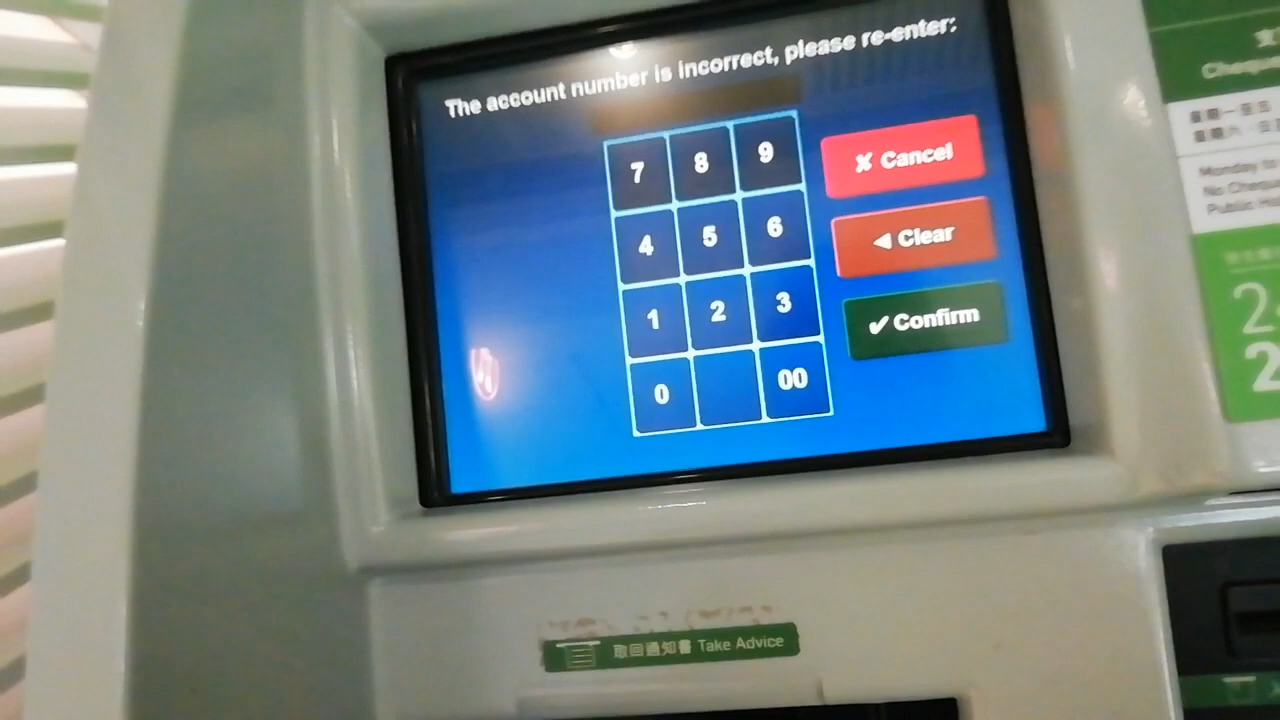 The account number is incorrect, please re-enter:
7 8 9
✘ Cancel
4 5 6
◀ Clear
1 2 3
✔ Confirm
0 00
取回通知書 Take Advice
星期一至五
星期六
Monday to
No Cheque
Public
2
2